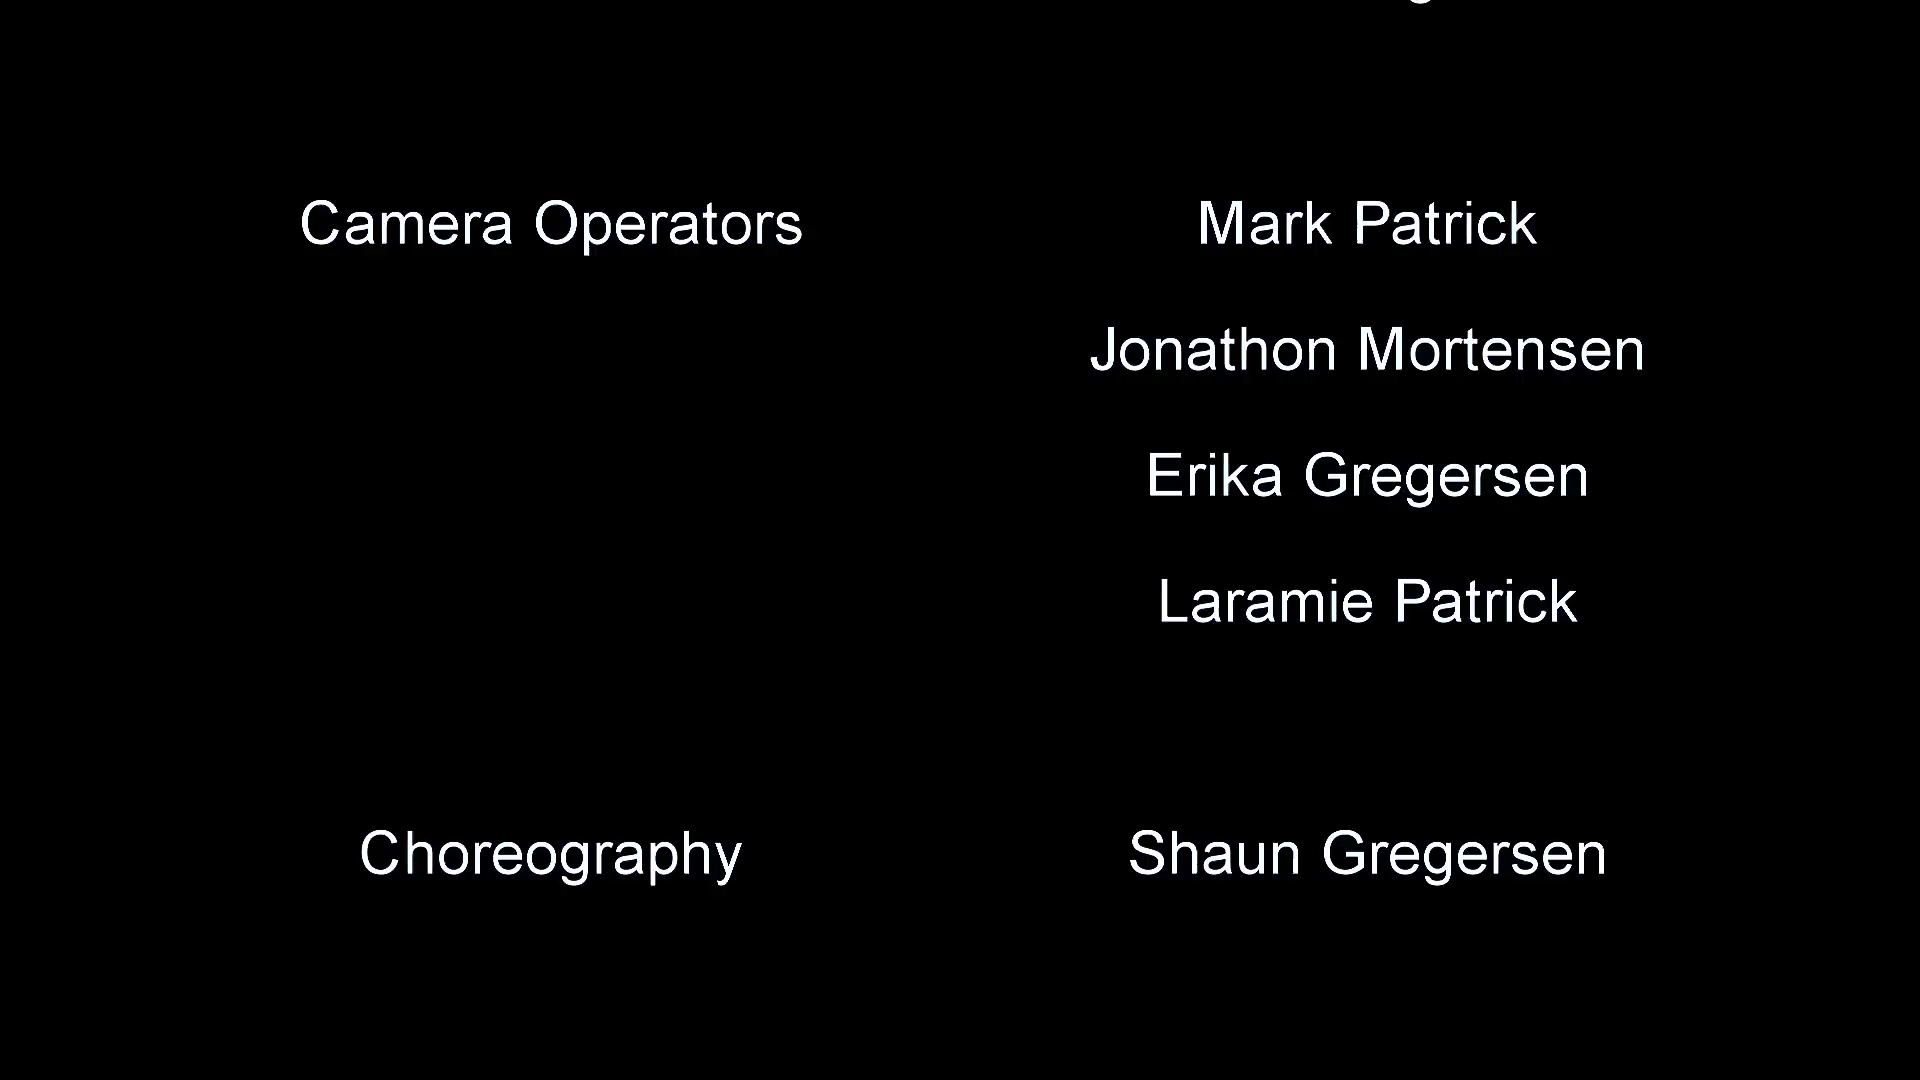 Camera Operators Mark Patrick
Jonathon Mortensen
Erika Gregersen
Laramie Patrick
Choreography Shaun Gregersen